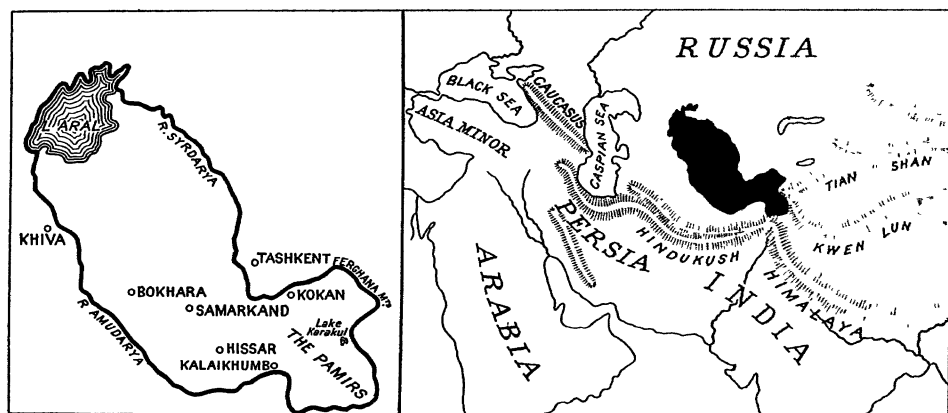 ARAL
R. SYRDARYA
KHIVA
TASHKENT
FERGHANA MTS
BOKHARA
KOKAN
SAMARKAND
Lake
Karakul
R. AMUDARYA
HISSAR
KALAIKHUMB
THE PAMIRS
RUSSIA
BLACK SEA
CAUCASUS
ASIA MINOR
CASPIAN SEA
TIAN SHAN
PERSIA
HINDUKUSH
KWEN LUN
ARABIA
INDIA
HIMALAYA